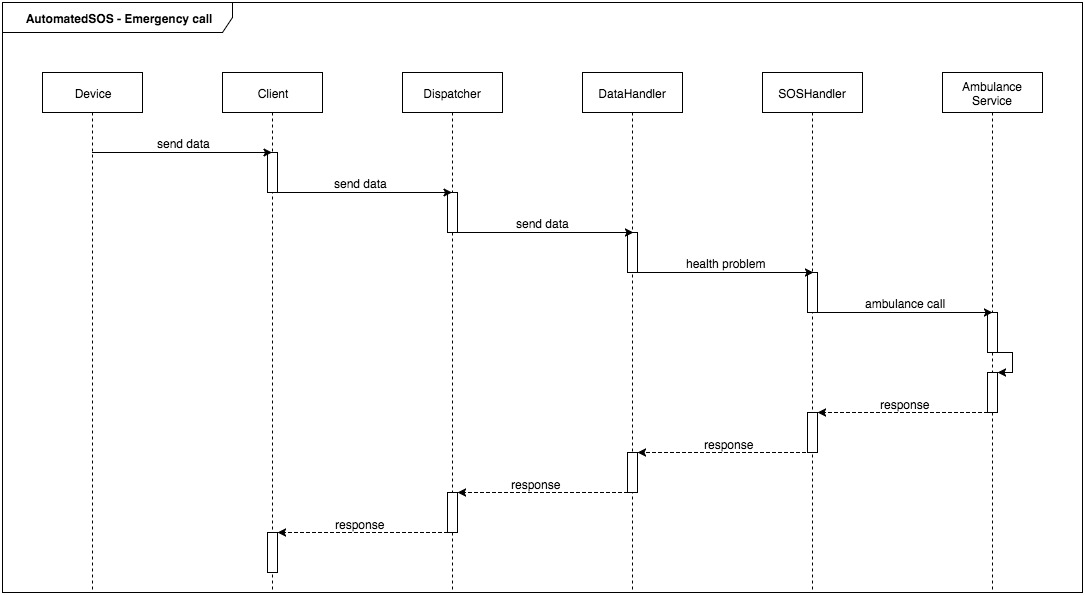 AutomatedSOS - Emergency call
Device
Client
Dispatcher
DataHandler
SOSHandler
Ambulance
Service
send data
send data
send data
health problem
ambulance call
response
response
response
response